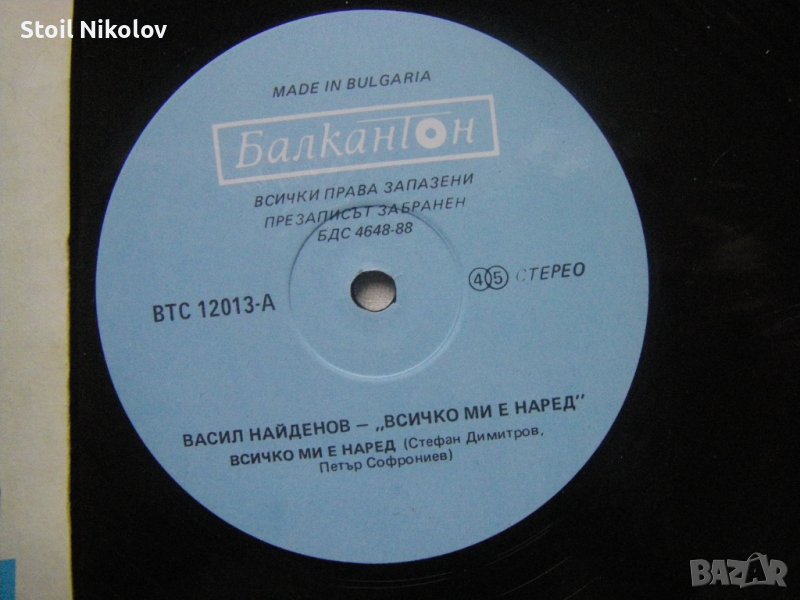 Stoil Nikolov
MADE IN BULGARIA
Балкантон
ВСИЧКИ ПРАВА ЗАПАЗЕНИ
ПРЕЗАПИСЪТ ЗАБРАНЕН
БДС 4648-88
ВТС 12013-А
45 СТЕРЕО
ВАСИЛ НАЙДЕНОВ – „ВСИЧКО МИ Е НАРЕД"
ВСИЧКО МИ Е НАРЕД (Стефан Димитров,
Петър Софрониев)
BAZAR